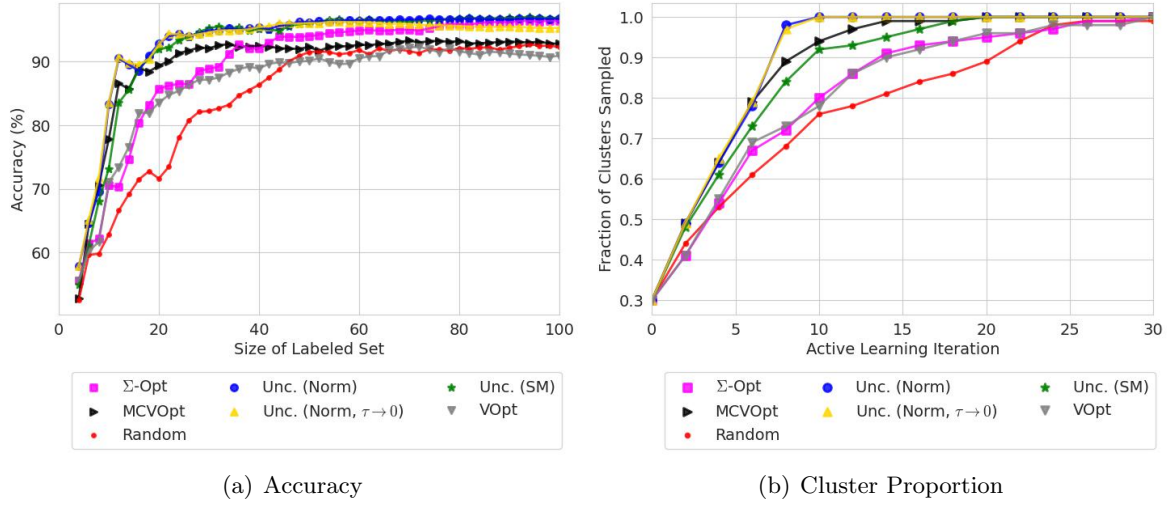 Accuracy (%)
90
80
70
60
0 20 40 60 80 100
Size of Labeled Set
Σ-Opt Unc. (Norm) Unc. (SM)
MCVOpt Unc. (Norm, τ→0) VOpt
Random
(a) Accuracy
Fraction of Clusters Sampled
1.0
0.9
0.8
0.7
0.6
0.5
0.4
0.3
0 5 10 15 20 25 30
Active Learning Iteration
Σ-Opt Unc. (Norm) Unc. (SM)
MCVOpt Unc. (Norm, τ→0) VOpt
Random
(b) Cluster Proportion